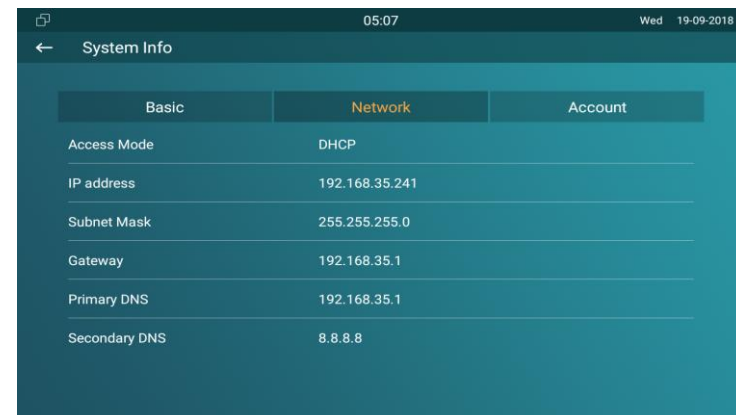 05:07 Wed 19-09-2018
System Info
Basic Network Account
Access Mode DHCP
IP address 192.168.35.241
Subnet Mask 255.255.255.0
Gateway 192.168.35.1
Primary DNS 192.168.35.1
Secondary DNS 8.8.8.8